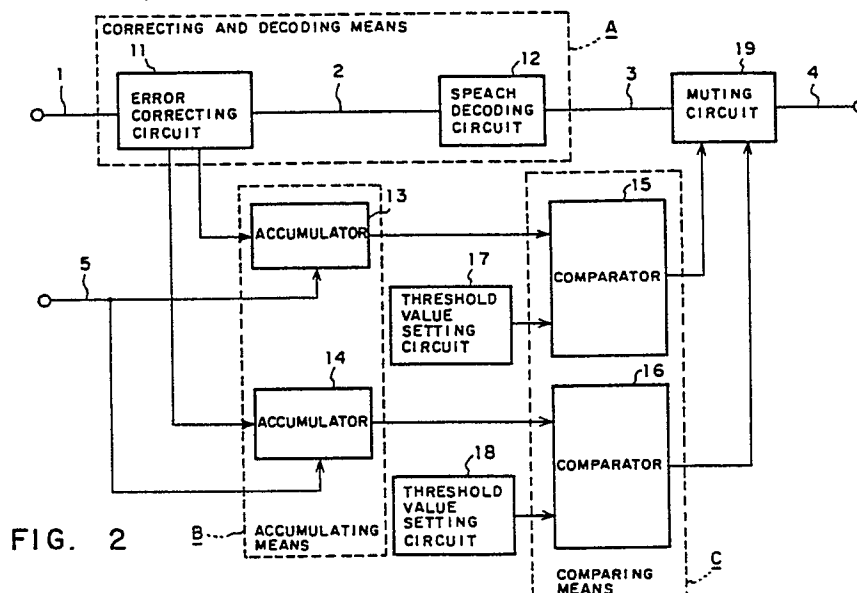 CORRECTING AND DECODING MEANS
A
11
12
19
1
2
3
4
ERROR
CORRECTING
CIRCUIT
SPEACH
DECODING
CIRCUIT
MUTING
CIRCUIT
13
15
ACCUMULATOR
5
17
COMPARATOR
THRESHOLD
VALUE
SETTING
CIRCUIT
14
16
ACCUMULATOR
18
COMPARATOR
THRESHOLD
VALUE
SETTING
CIRCUIT
FIG. 2
B
ACCUMULATING
MEANS
C
COMPARING
MEANS